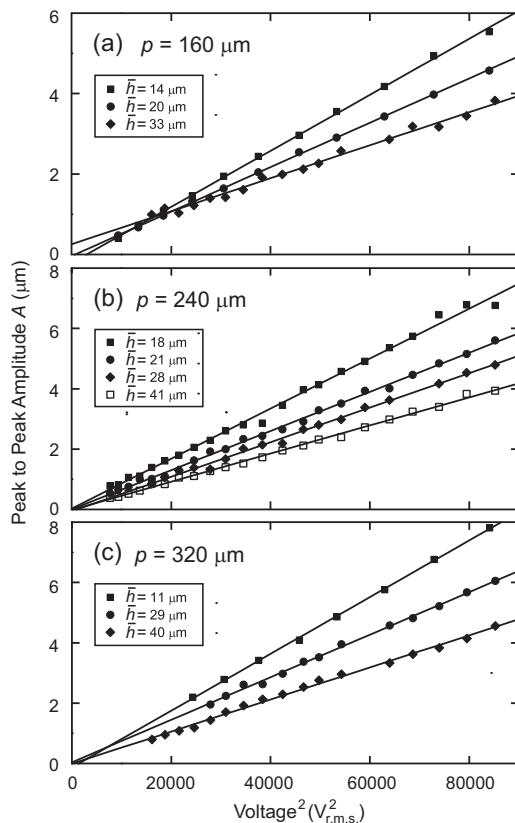 Peak to Peak Amplitude A (μm)
(a) p = 160 μm
h̄ = 14 μm
h̄ = 20 μm
h̄ = 33 μm
6
4
2
0
(b) p = 240 μm
h̄ = 18 μm
h̄ = 21 μm
h̄ = 28 μm
h̄ = 41 μm
8
6
4
2
0
(c) p = 320 μm
h̄ = 11 μm
h̄ = 29 μm
h̄ = 40 μm
8
6
4
2
0
0 20000 40000 60000 80000
Voltage² (V²r.m.s.)